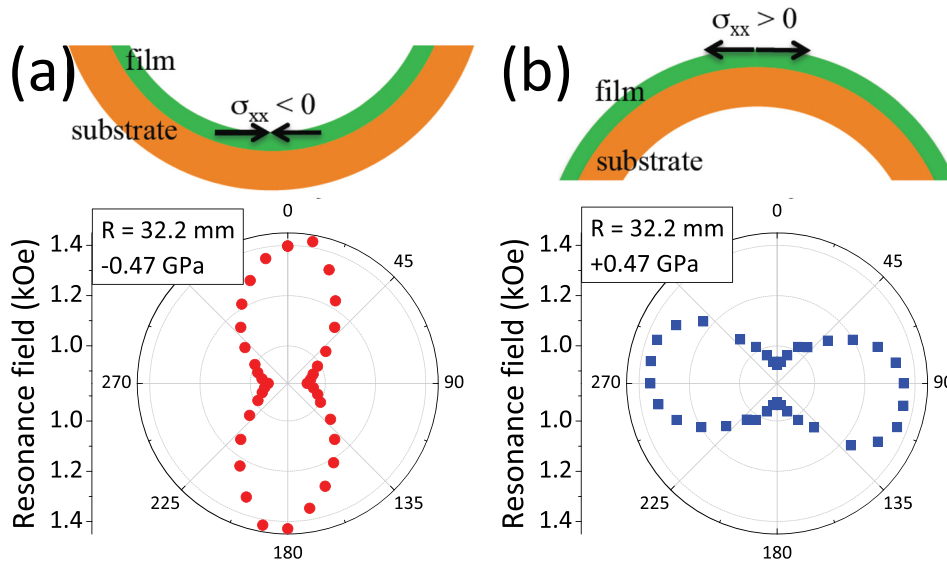 (a)
film
σxx < 0
substrate
R = 32.2 mm
-0.47 GPa
Resonance field (kOe)
1.4
1.2
1.0
1.0
1.2
1.4
0
45
90
135
180
225
270
(b)
σxx > 0
film
substrate
R = 32.2 mm
+0.47 GPa
Resonance field (kOe)
1.4
1.2
1.0
1.0
1.2
1.4
0
45
90
135
180
225
270